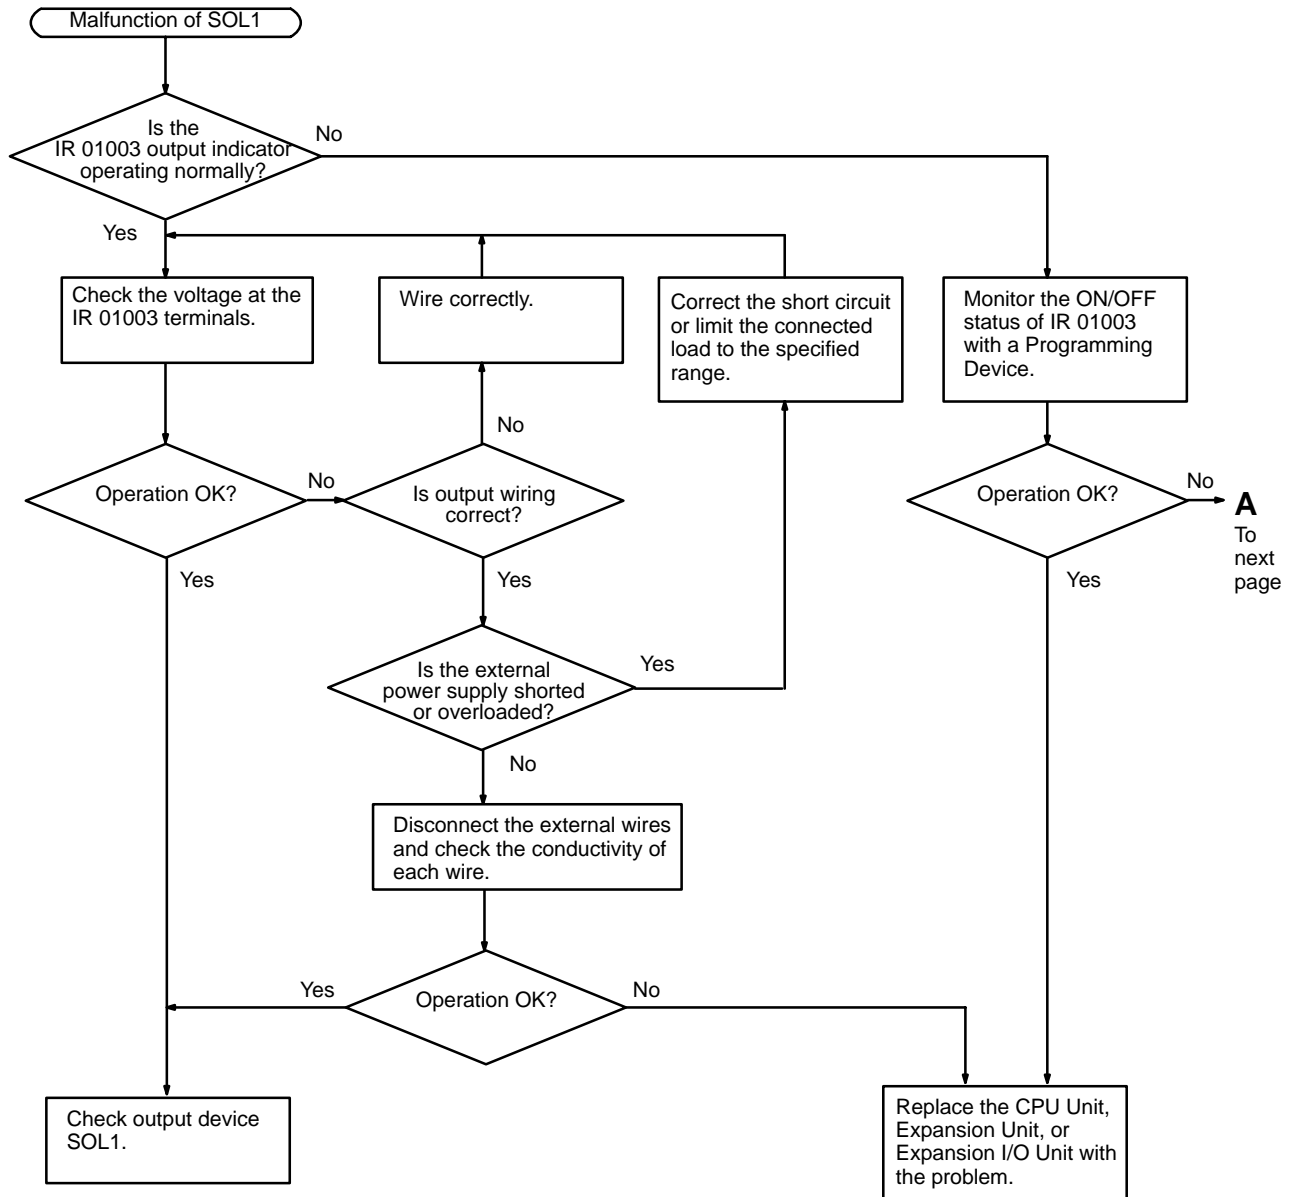 Malfunction of SOL1
Is the
IR 01003 output indicator
operating normally?
No
Yes
Check the voltage at the
IR 01003 terminals.
Wire correctly.
Correct the short circuit
or limit the connected
load to the specified
range.
Monitor the ON/OFF
status of IR 01003
with a Programming
Device.
No
Operation OK?
No
Is output wiring
correct?
Operation OK?
No
A
To
next
page
Yes
Yes
Yes
Is the external
power supply shorted
or overloaded?
Yes
No
Disconnect the external wires
and check the conductivity of
each wire.
Yes
Operation OK?
No
Check output device
SOL1.
Replace the CPU Unit,
Expansion Unit, or
Expansion I/O Unit with
the problem.